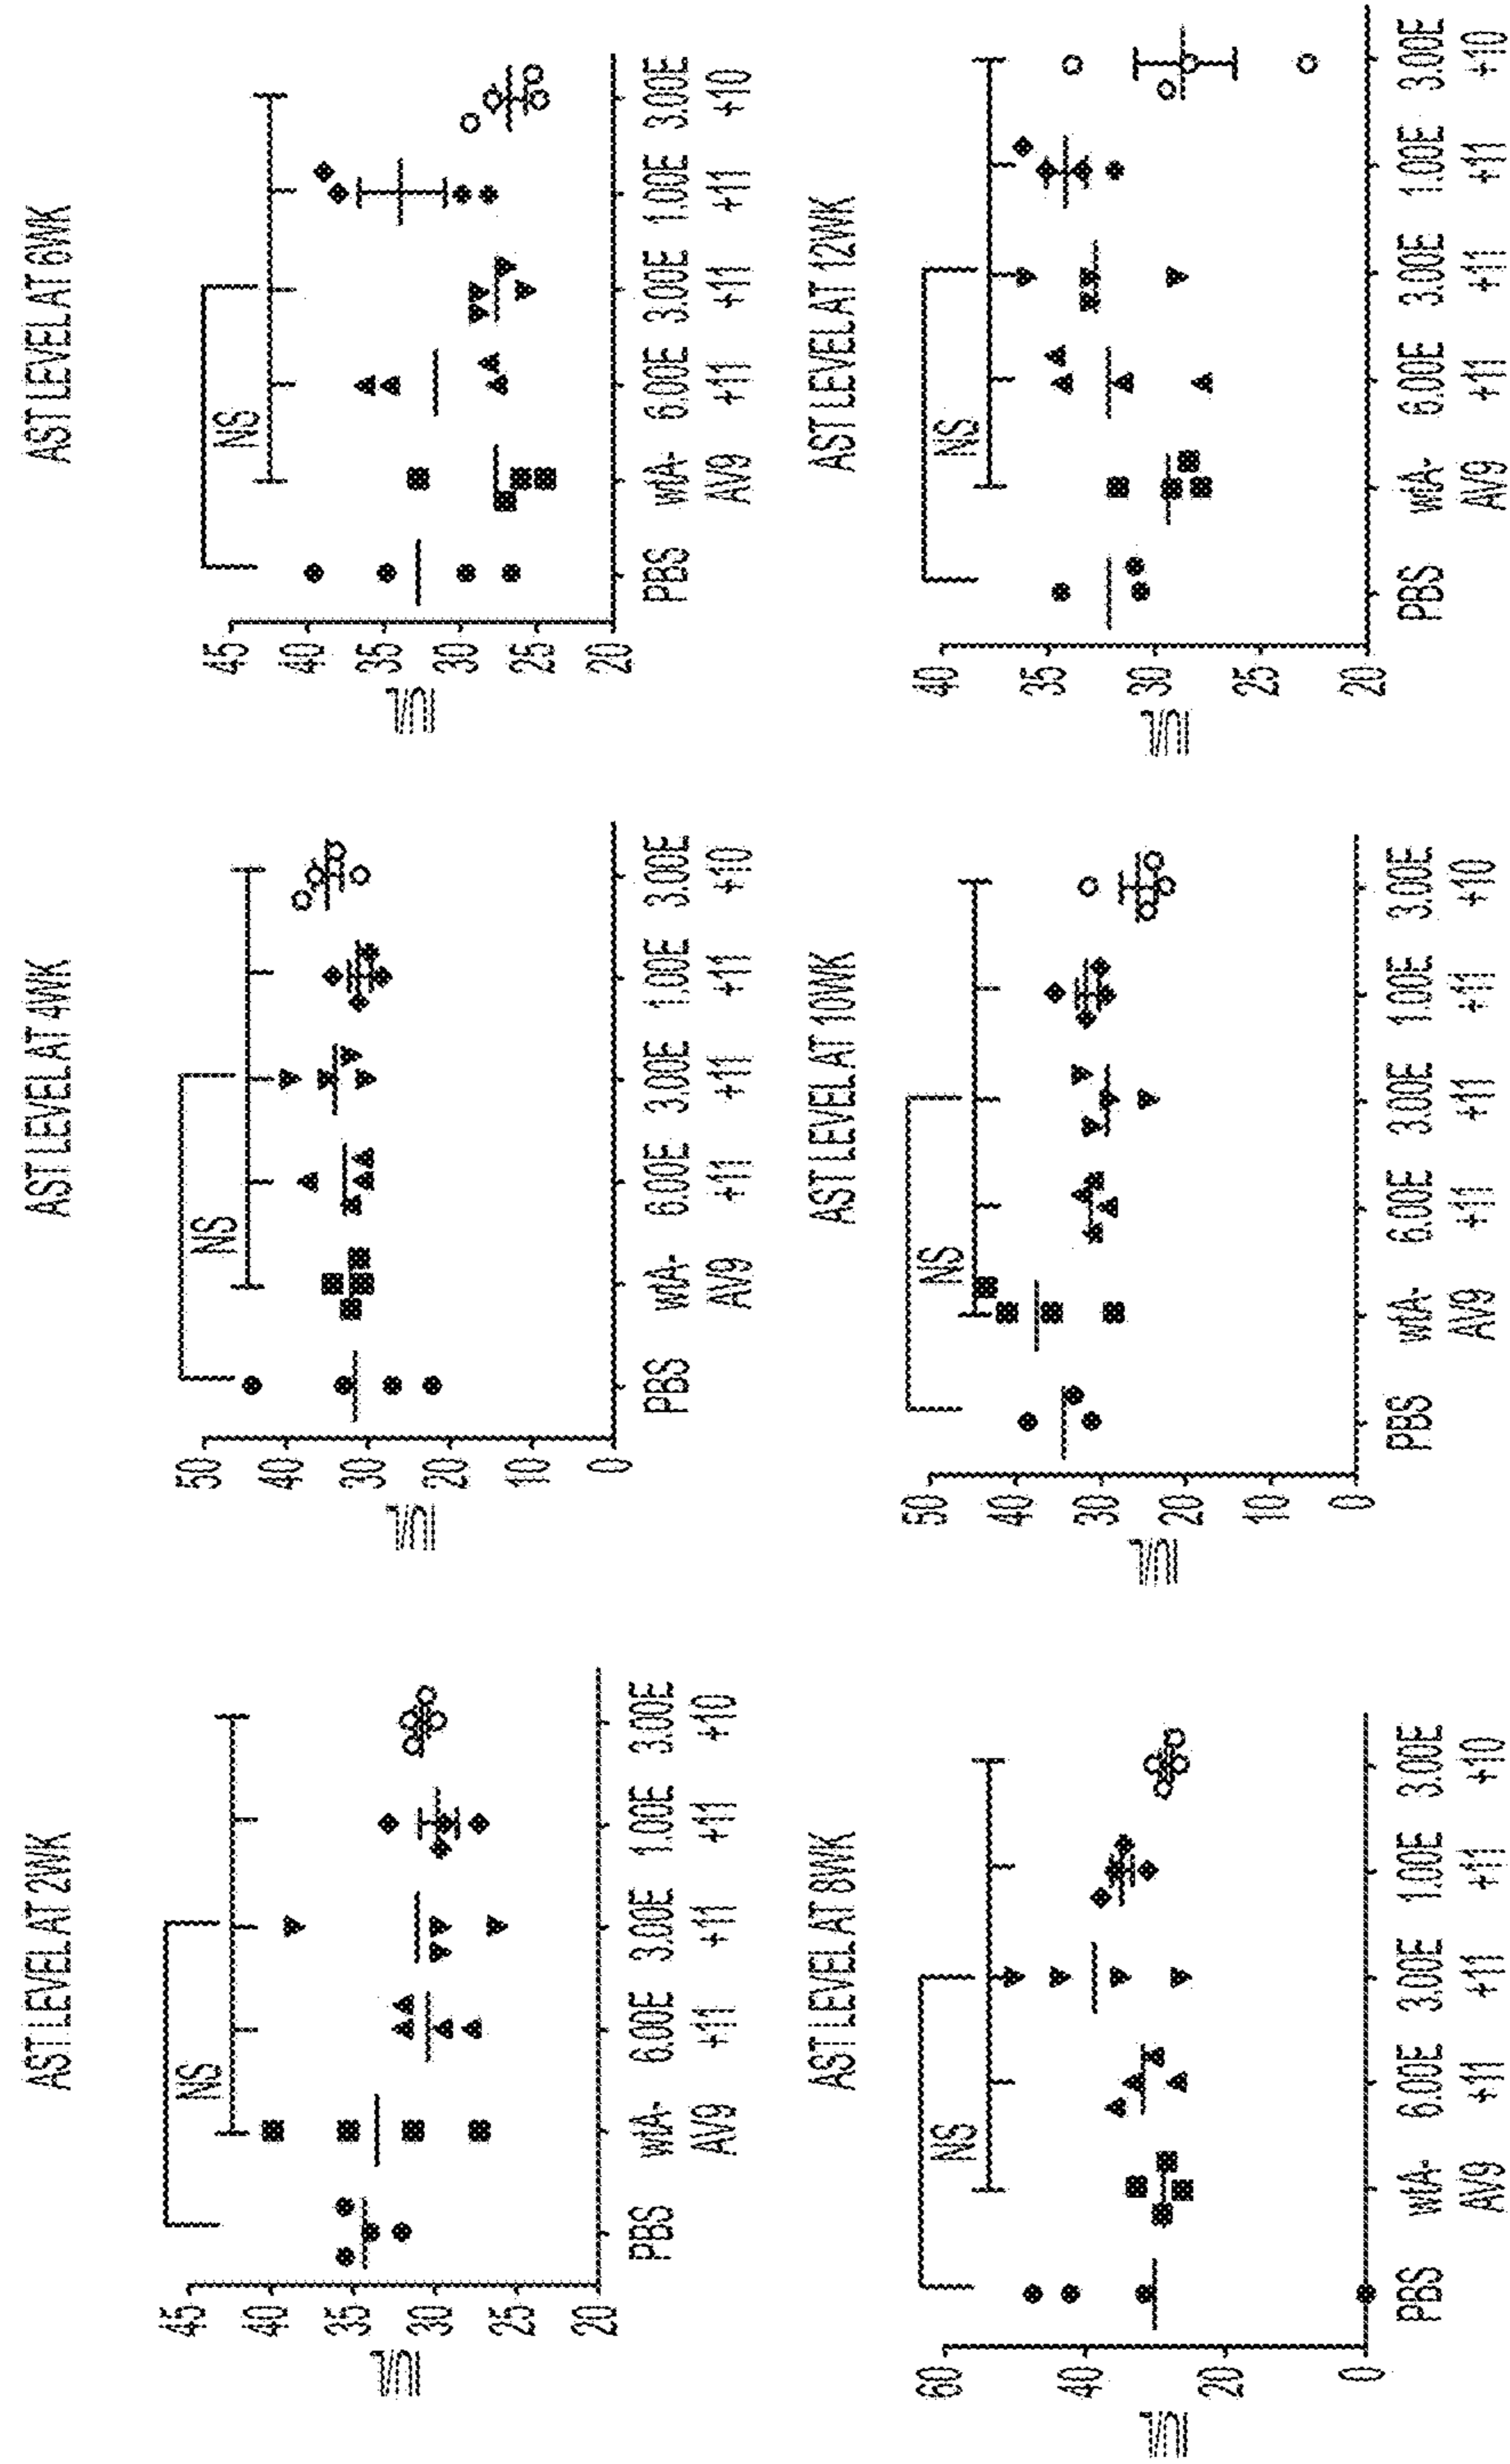 AST LEVEL AT 2WK
NS
45
40
35
30
25
20
IU/L
PBS wtA- 6.00E 3.00E 1.00E 3.00E
AV9 +11 +11 +11 +10
AST LEVEL AT 4WK
NS
50
40
30
20
10
0
IU/L
PBS wtA- 6.00E 3.00E 1.00E 3.00E
AV9 +11 +11 +11 +10
AST LEVEL AT 6WK
NS
45
40
35
30
25
20
IU/L
PBS wtA- 6.00E 3.00E 1.00E 3.00E
AV9 +11 +11 +11 +10
AST LEVEL AT 8WK
NS
60
40
20
0
IU/L
PBS wtA- 6.00E 3.00E 1.00E 3.00E
AV9 +11 +11 +11 +10
AST LEVEL AT 10WK
NS
50
40
30
20
10
0
IU/L
PBS wtA- 6.00E 3.00E 1.00E 3.00E
AV9 +11 +11 +11 +10
AST LEVEL AT 12WK
NS
40
35
30
25
20
IU/L
PBS wtA- 6.00E 3.00E 1.00E 3.00E
AV9 +11 +11 +11 +10